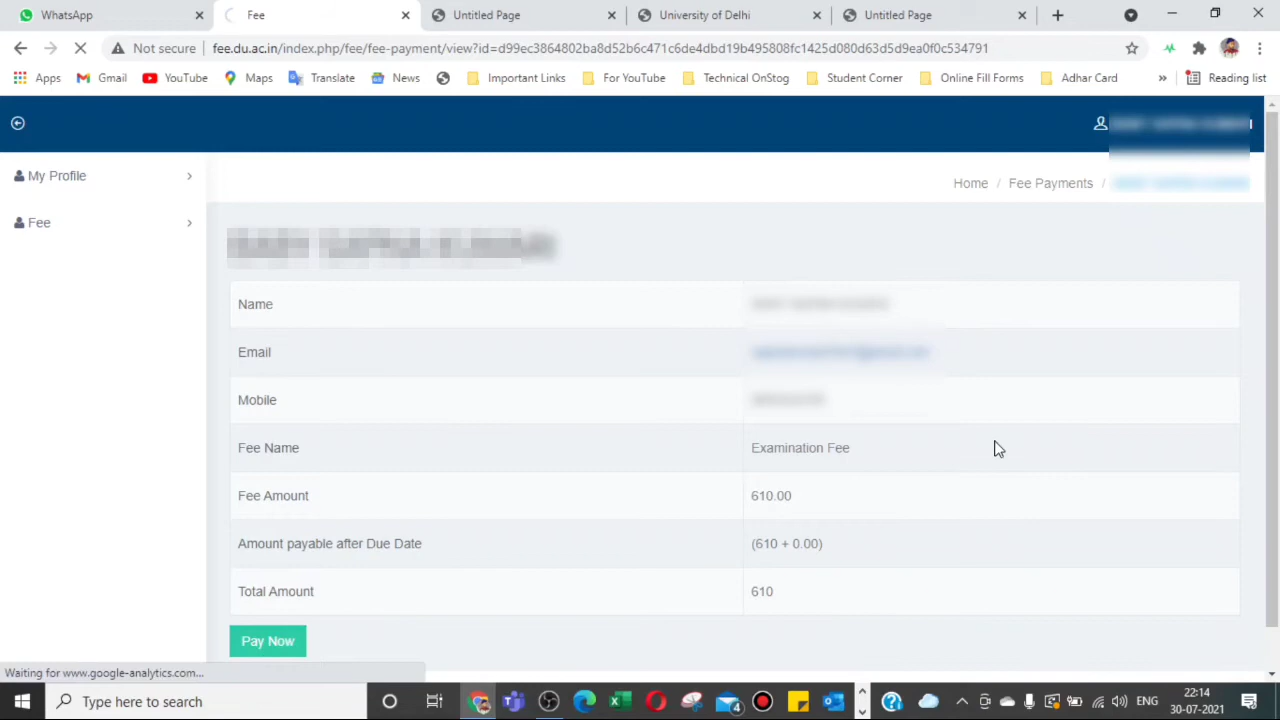 WhatsApp
Fee
Untitled Page
University of Delhi
Untitled Page
Not secure
fee.du.ac.in/index.php/fee/fee-payment/view?id=d99ec3864802ba8d52b6c471c6de4dbd19b495808fc1425d080d63d5d9ea0f0c534791
Apps
Gmail
YouTube
Maps
Translate
News
Important Links
For YouTube
Technical OnStog
Student Corner
Online Fill Forms
Adhar Card
»
Reading list
My Profile
Home / Fee Payments /
Fee
Name
Email
Mobile
Fee Name Examination Fee
Fee Amount 610.00
Amount payable after Due Date (610 + 0.00)
Total Amount 610
Pay Now
Waiting for www.google-analytics.com...
Type here to search
4
ENG
22:14
30-07-2021